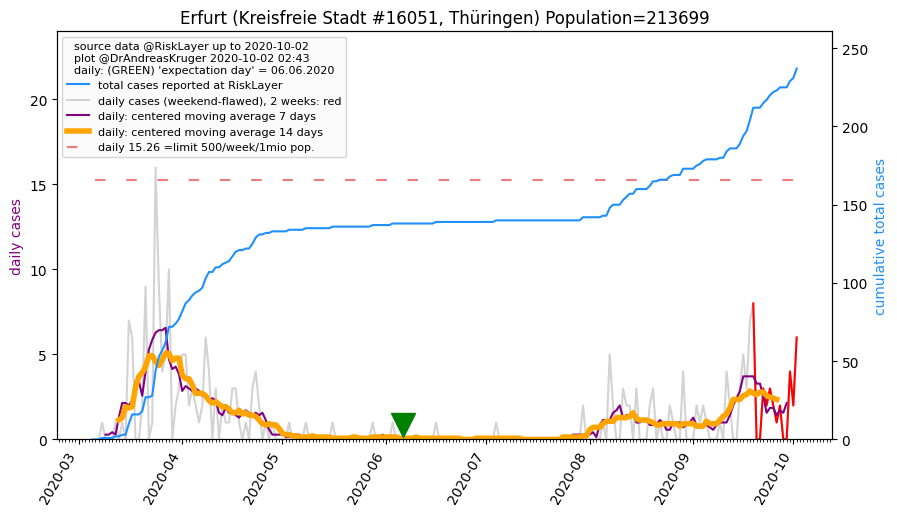 Erfurt (Kreisfreie Stadt #16051, Thüringen) Population=213699
source data @RiskLayer up to 2020-10-02
plot @DrAndreasKruger 2020-10-02 02:43
daily: (GREEN) 'expectation day' = 06.06.2020
total cases reported at RiskLayer
daily cases (weekend-flawed), 2 weeks: red
daily: centered moving average 7 days
daily: centered moving average 14 days
daily 15.26 =limit 500/week/1mio pop.
daily cases
20
15
10
5
0
250
200
150
100
50
0
cumulative total cases
2020-03
2020-04
2020-05
2020-06
2020-07
2020-08
2020-09
2020-10